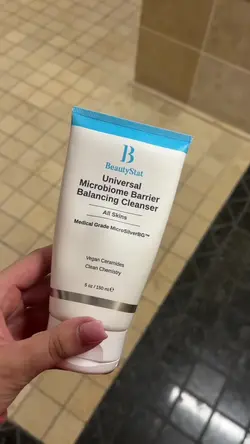 B
BeautyStat
Universal
Microbiome Barrier
Balancing Cleanser
All Skins
Medical Grade MicroSilverBG™
Vegan Ceramides
Clean Chemistry
5 oz / 150 ml ℮